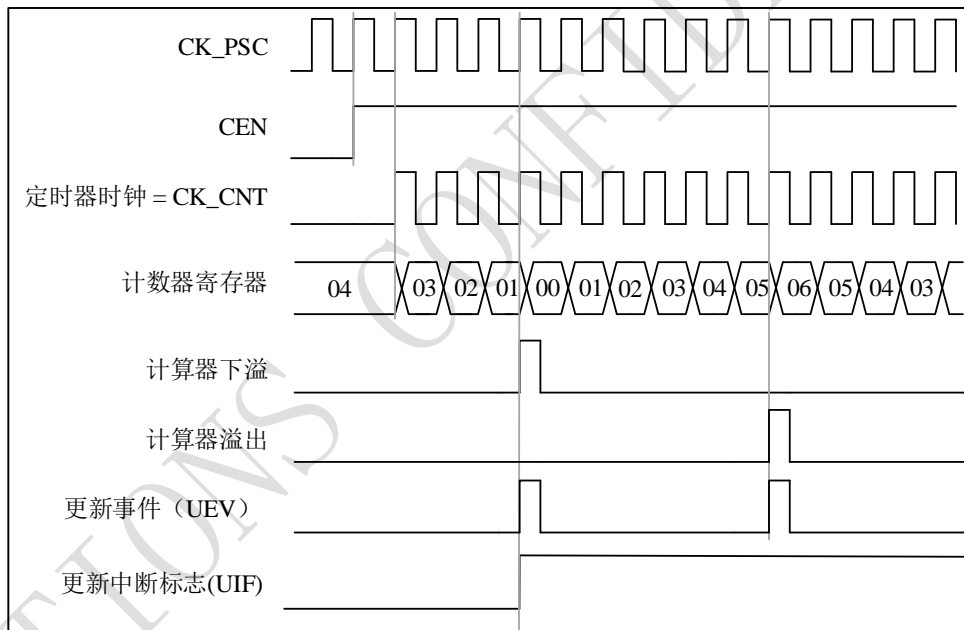 CK_PSC
CEN
定时器时钟 = CK_CNT
计数器寄存器 04 03 02 01 00 01 02 03 04 05 06 05 04 03
计算器下溢
计算器溢出
更新事件（UEV）
更新中断标志(UIF)
TIONS CONFID